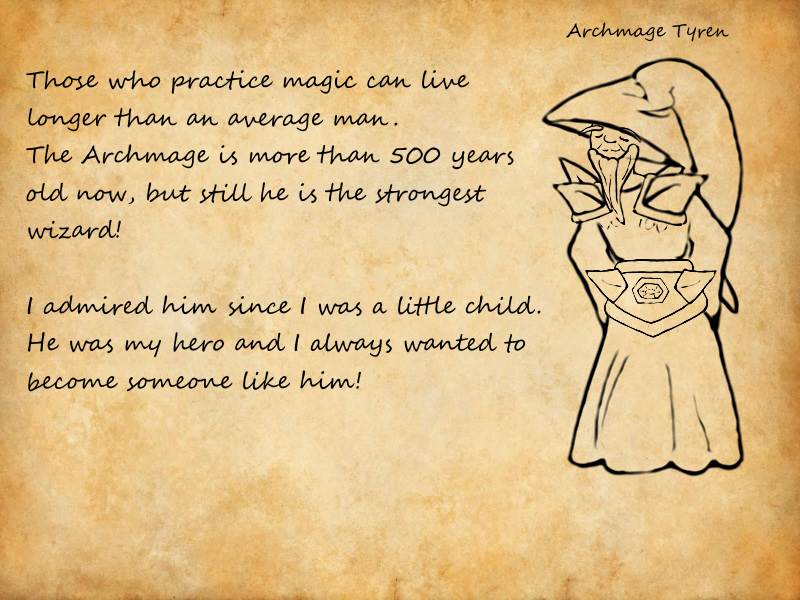 Archmage Tyren
Those who practice magic can live
longer than an average man.
The Archmage is more than 500 years
old now, but still he is the strongest
wizard!
I admired him since I was a little child.
He was my hero and I always wanted to
become someone like him!